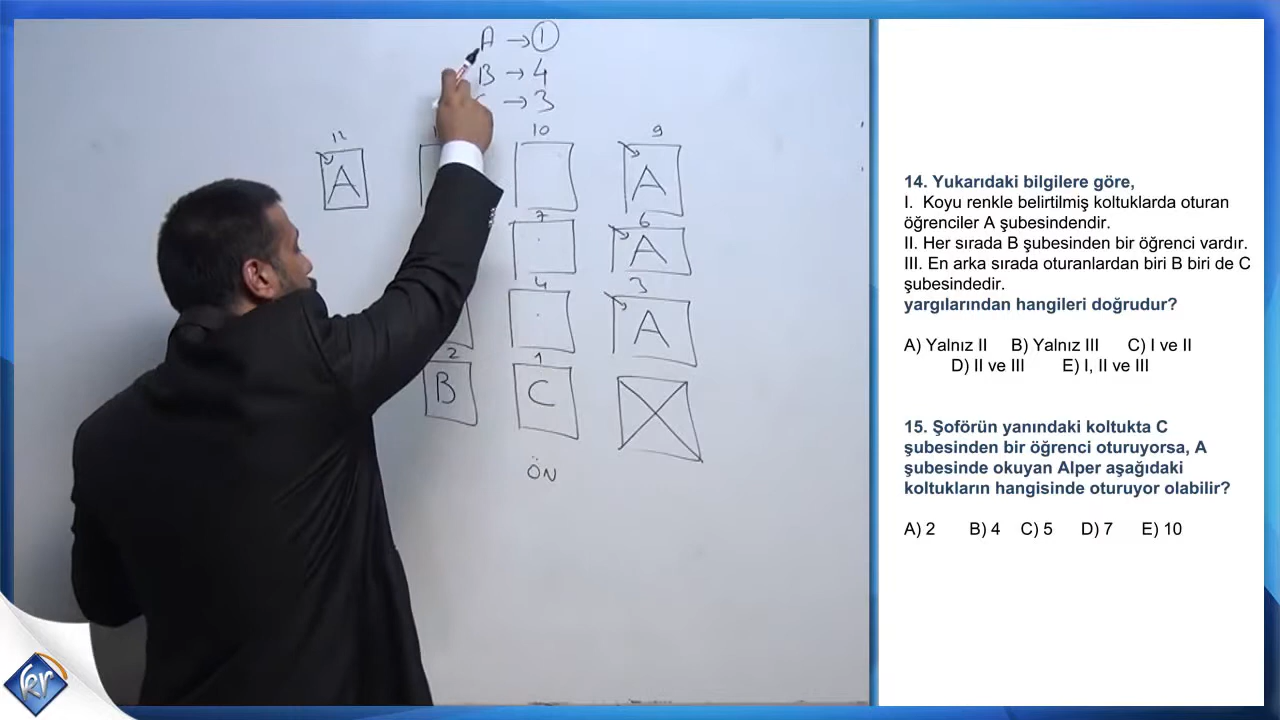 A → 1
B → 4
C → 3
12
10
9
A
A
7
6
A
4
3
A
2
1
B
C
ÖN
14. Yukarıdaki bilgilere göre,
I. Koyu renkle belirtilmiş koltuklarda oturan
öğrenciler A şubesindendir.
II. Her sırada B şubesinden bir öğrenci vardır.
III. En arka sırada oturanlardan biri B biri de C
şubesindedir.
yargılarından hangileri doğrudur?
A) Yalnız II B) Yalnız III C) I ve II
D) II ve III E) I, II ve III
15. Şoförün yanındaki koltukta C
şubesinden bir öğrenci oturuyorsa, A
şubesinde okuyan Alper aşağıdaki
koltukların hangisinde oturuyor olabilir?
A) 2 B) 4 C) 5 D) 7 E) 10
kr